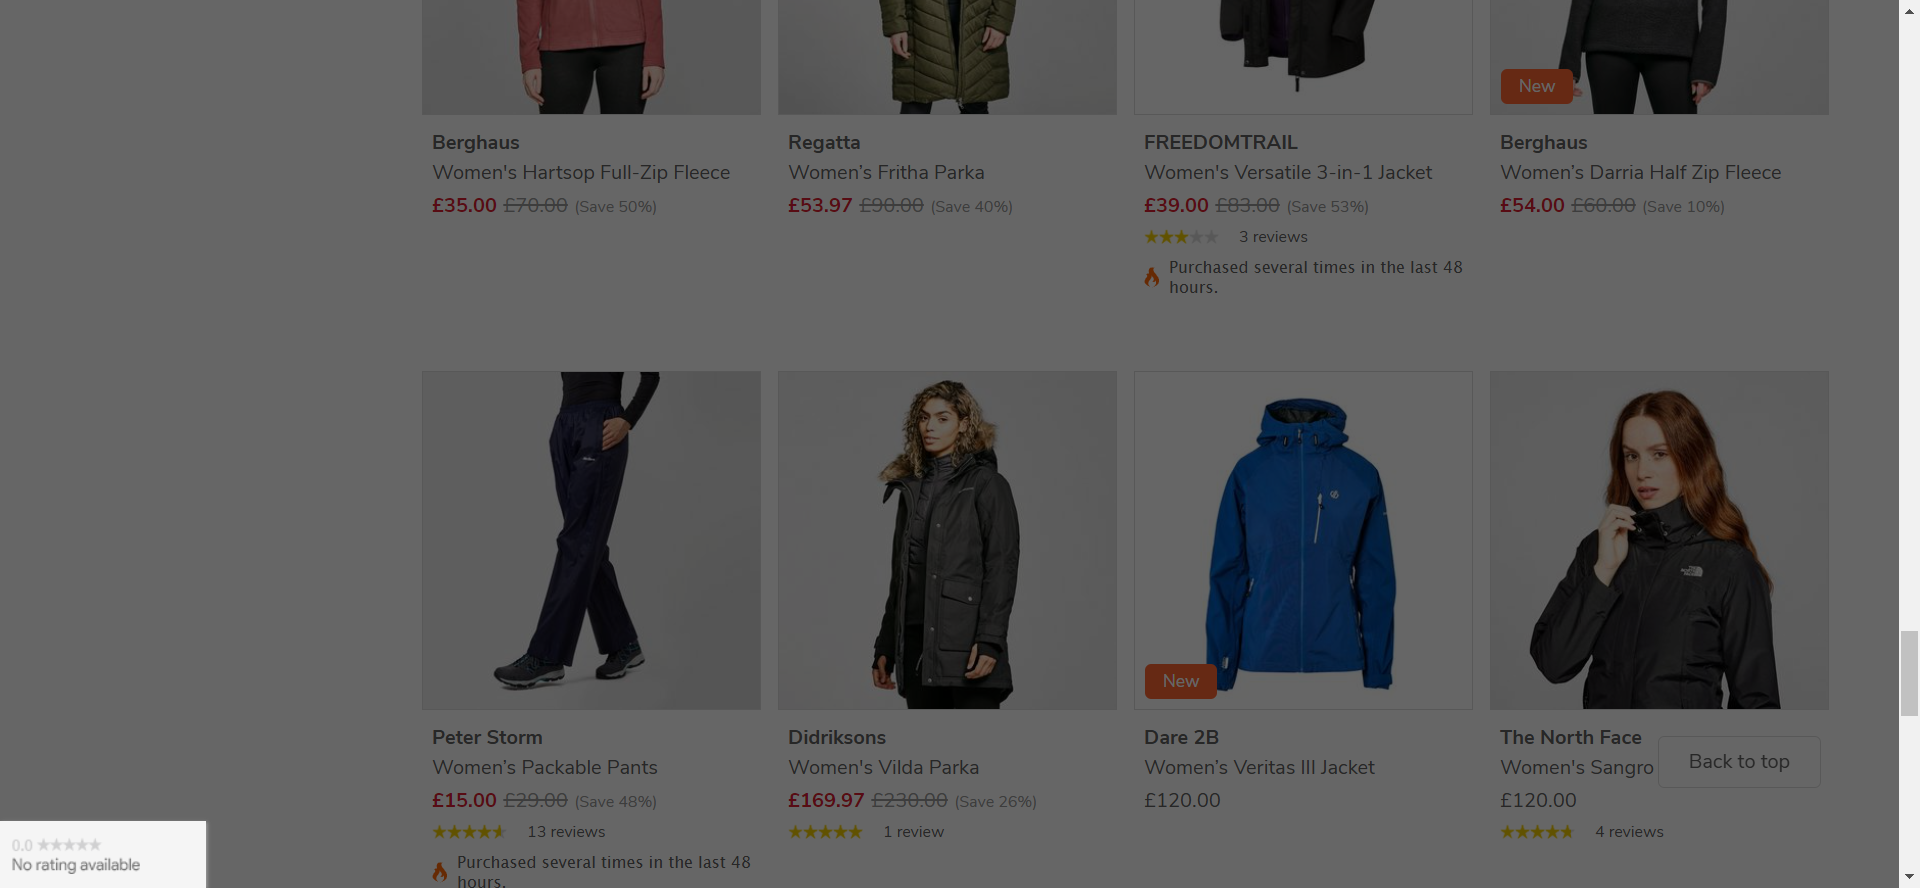 New
Berghaus
Women's Hartsop Full-Zip Fleece
£35.00 £70.00 (Save 50%)
Regatta
Women’s Fritha Parka
£53.97 £90.00 (Save 40%)
FREEDOMTRAIL
Women's Versatile 3-in-1 Jacket
£39.00 £83.00 (Save 53%)
3 reviews
Purchased several times in the last 48
hours.
Berghaus
Women’s Darria Half Zip Fleece
£54.00 £60.00 (Save 10%)
THE NORTH FACE
New
Peter Storm
Women’s Packable Pants
£15.00 £29.00 (Save 48%)
13 reviews
Purchased several times in the last 48
hours.
Didriksons
Women's Vilda Parka
£169.97 £230.00 (Save 26%)
1 review
Dare 2B
Women’s Veritas III Jacket
£120.00
The North Face
Women's Sangro
£120.00
4 reviews
Back to top
0.0
No rating available